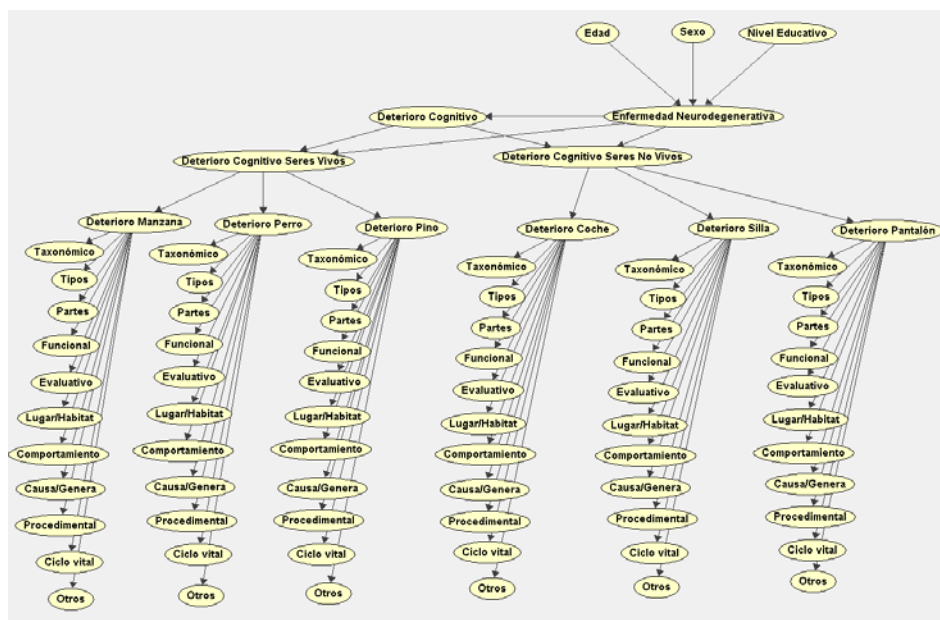 Edad
Sexo
Nivel Educativo
Deterioro Cognitivo
Enfermedad Neurodegenerativa
Deterioro Cognitivo Seres Vivos
Deterioro Cognitivo Seres No Vivos
Deterioro Manzana
Taxonómico
Tipos
Partes
Funcional
Evaluativo
Lugar/Habitat
Comportamiento
Causa/Genera
Procedimental
Ciclo vital
Otros
Deterioro Perro
Taxonómico
Tipos
Partes
Funcional
Evaluativo
Lugar/Habitat
Comportamiento
Causa/Genera
Procedimental
Ciclo vital
Otros
Deterioro Pino
Taxonómico
Tipos
Partes
Funcional
Evaluativo
Lugar/Habitat
Comportamiento
Causa/Genera
Procedimental
Ciclo vital
Otros
Deterioro Coche
Taxonómico
Tipos
Partes
Funcional
Evaluativo
Lugar/Habitat
Comportamiento
Causa/Genera
Procedimental
Ciclo vital
Otros
Deterioro Silla
Taxonómico
Tipos
Partes
Funcional
Evaluativo
Lugar/Habitat
Comportamiento
Causa/Genera
Procedimental
Ciclo vital
Otros
Deterioro Pantalón
Taxonómico
Tipos
Partes
Funcional
Evaluativo
Lugar/Habitat
Comportamiento
Causa/Genera
Procedimental
Ciclo vital
Otros